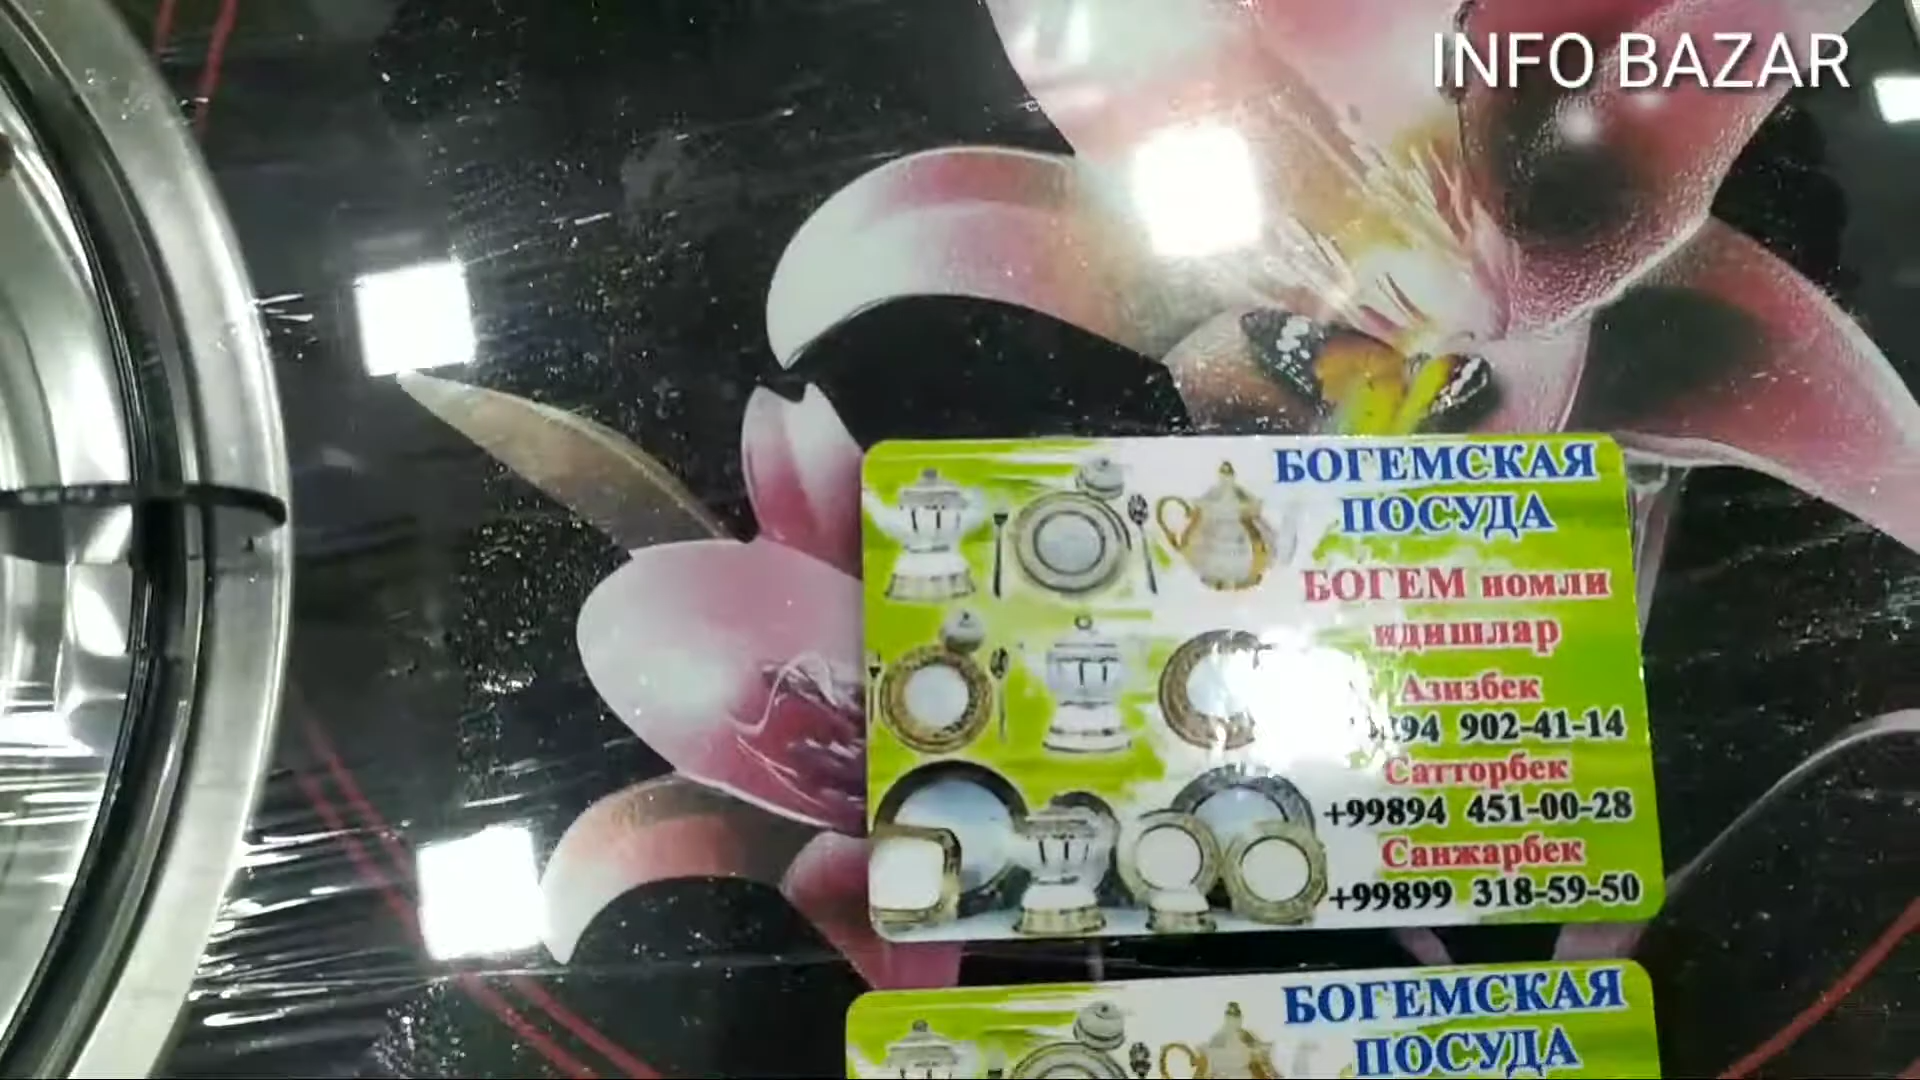 INFO BAZAR
БОГЕМСКАЯ
ПОСУДА
БОГЕМ номли
идишлар
Азизбек
902-41-14
Сатторбек
+99894 451-00-28
Санжарбек
+99899 318-59-50
БОГЕМСКАЯ
ПОСУДА